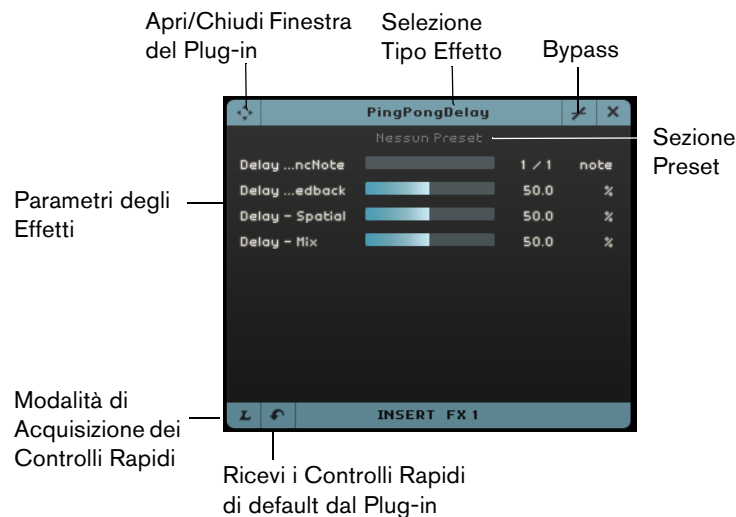 Apri/Chiudi Finestra
del Plug-in
Selezione
Tipo Effetto
Bypass
PingPongDelay
Nessun Preset
Sezione
Preset
Delay ...ncNote 1 / 1 note
Delay ...edback 50.0 %
Delay - Spatial 50.0 %
Delay - Mix 50.0 %
Parametri degli
Effetti
Modalità di
Acquisizione dei
Controlli Rapidi
L INSERT FX 1
Ricevi i Controlli Rapidi
di default dal Plug-in